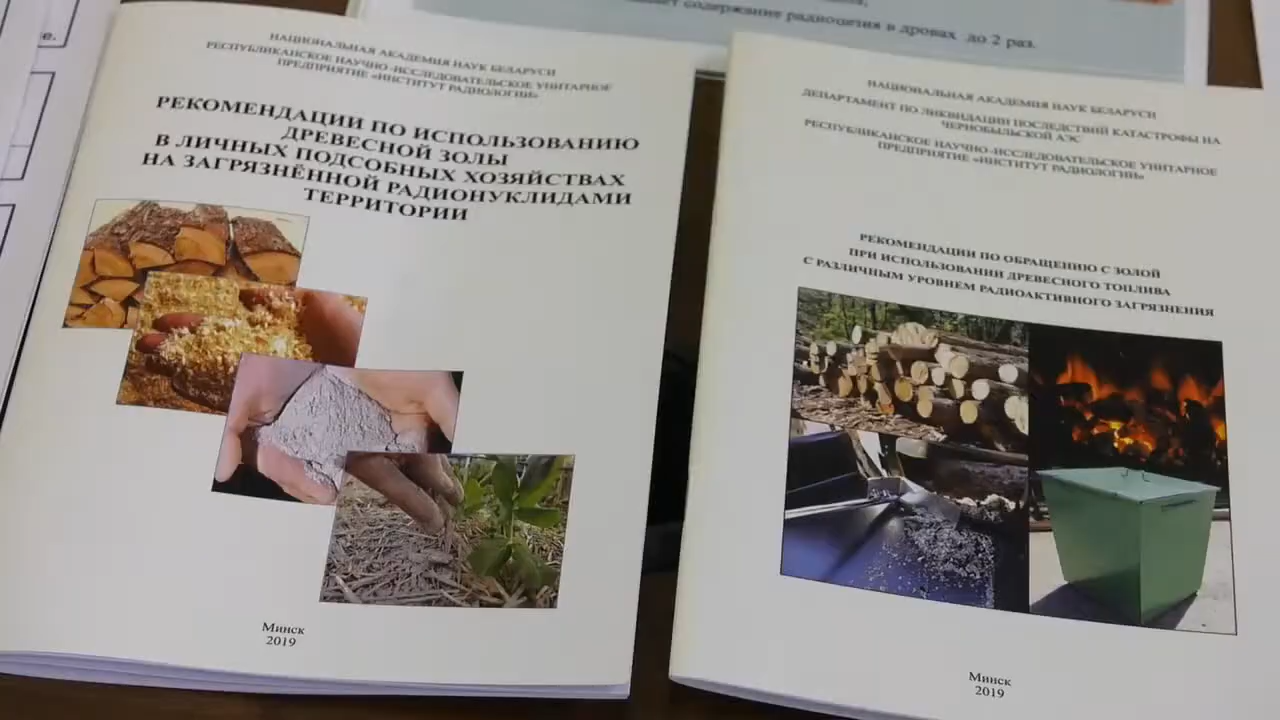 е.
содержание радиоцезия в дровах до 2 раз.
НАЦИОНАЛЬНАЯ АКАДЕМИЯ НАУК БЕЛАРУСИ
РЕСПУБЛИКАНСКОЕ НАУЧНО-ИССЛЕДОВАТЕЛЬСКОЕ УНИТАРНОЕ
ПРЕДПРИЯТИЕ «ИНСТИТУТ РАДИОЛОГИИ»
РЕКОМЕНДАЦИИ ПО ИСПОЛЬЗОВАНИЮ
ДРЕВЕСНОЙ ЗОЛЫ
В ЛИЧНЫХ ПОДСОБНЫХ ХОЗЯЙСТВАХ
НА ЗАГРЯЗНЁННОЙ РАДИОНУКЛИДАМИ
ТЕРРИТОРИИ
Минск
2019
НАЦИОНАЛЬНАЯ АКАДЕМИЯ НАУК БЕЛАРУСИ
ДЕПАРТАМЕНТ ПО ЛИКВИДАЦИИ ПОСЛЕДСТВИЙ КАТАСТРОФЫ НА
ЧЕРНОБЫЛЬСКОЙ АЭС
РЕСПУБЛИКАНСКОЕ НАУЧНО-ИССЛЕДОВАТЕЛЬСКОЕ УНИТАРНОЕ
ПРЕДПРИЯТИЕ «ИНСТИТУТ РАДИОЛОГИИ»
РЕКОМЕНДАЦИИ ПО ОБРАЩЕНИЮ С ЗОЛОЙ
ПРИ ИСПОЛЬЗОВАНИИ ДРЕВЕСНОГО ТОПЛИВА
С РАЗЛИЧНЫМ УРОВНЕМ РАДИОАКТИВНОГО ЗАГРЯЗНЕНИЯ
Минск
2019